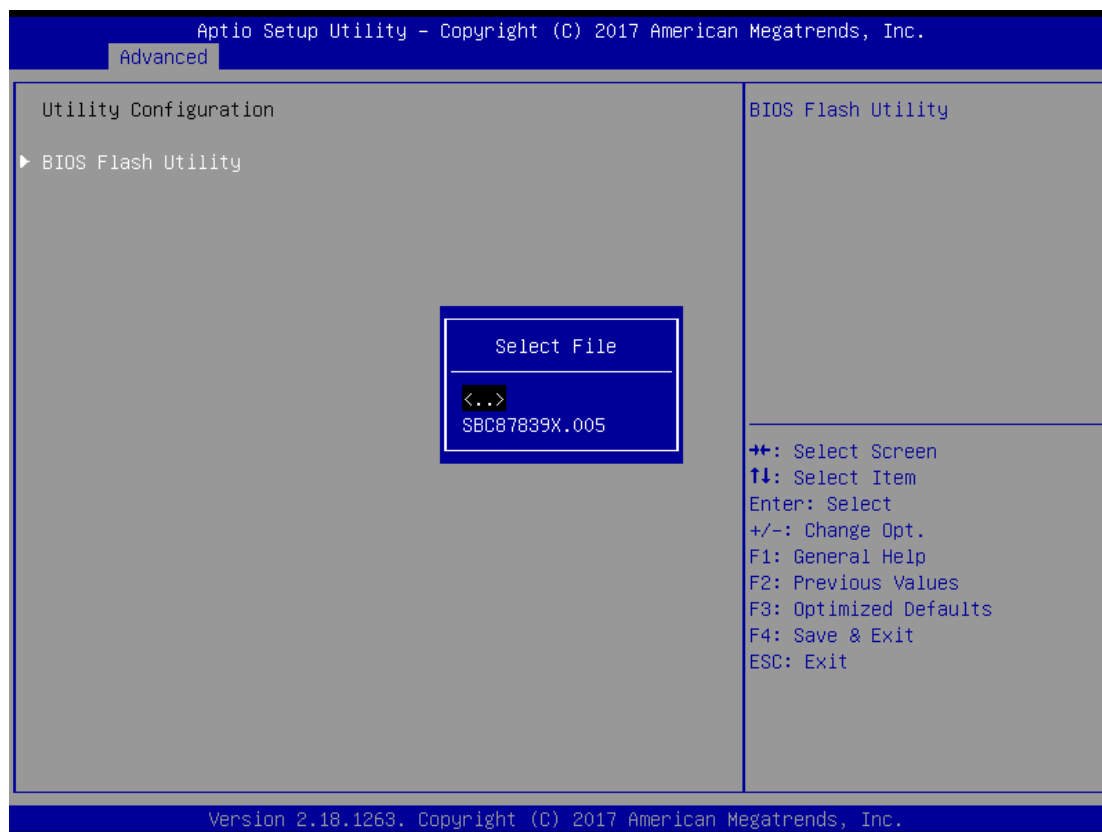 Aptio Setup Utility – Copyright (C) 2017 American Megatrends, Inc.
Advanced
Utility Configuration
BIOS Flash Utility
Select File
<..>
SBC87839X.005
BIOS Flash Utility
→←: Select Screen
↑↓: Select Item
Enter: Select
+/-: Change Opt.
F1: General Help
F2: Previous Values
F3: Optimized Defaults
F4: Save & Exit
ESC: Exit
Version 2.18.1263. Copyright (C) 2017 American Megatrends, Inc.